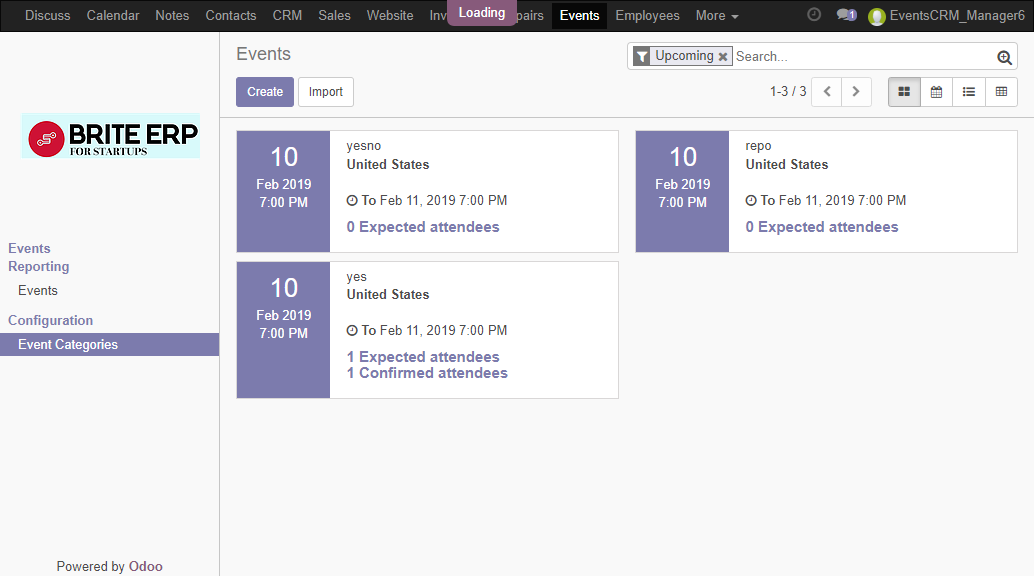 Discuss Calendar Notes Contacts CRM Sales Website Loading Events Employees More 1 EventsCRM_Manager6
Events
Upcoming Search...
Create Import
1-3 / 3
BRITE ERP
FOR STARTUPS
Events
Reporting
Events
Configuration
Event Categories
10
Feb 2019
7:00 PM
yesno
United States
To Feb 11, 2019 7:00 PM
0 Expected attendees
10
Feb 2019
7:00 PM
repo
United States
To Feb 11, 2019 7:00 PM
0 Expected attendees
10
Feb 2019
7:00 PM
yes
United States
To Feb 11, 2019 7:00 PM
1 Expected attendees
1 Confirmed attendees
Powered by Odoo